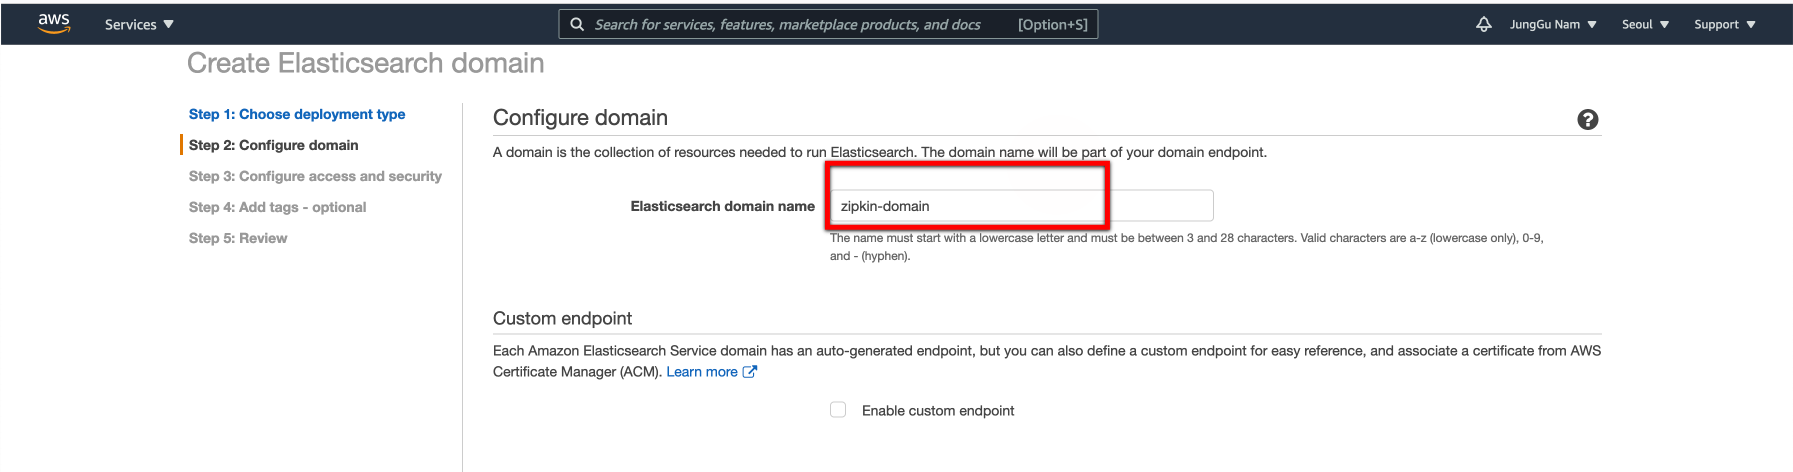 aws Services Search for services, features, marketplace products, and docs [Option+S] JungGu Nam Seoul Support
Create Elasticsearch domain
Step 1: Choose deployment type
Step 2: Configure domain
Step 3: Configure access and security
Step 4: Add tags - optional
Step 5: Review
Configure domain
A domain is the collection of resources needed to run Elasticsearch. The domain name will be part of your domain endpoint.
Elasticsearch domain name zipkin-domain
The name must start with a lowercase letter and must be between 3 and 28 characters. Valid characters are a-z (lowercase only), 0-9,
and - (hyphen).
Custom endpoint
Each Amazon Elasticsearch Service domain has an auto-generated endpoint, but you can also define a custom endpoint for easy reference, and associate a certificate from AWS
Certificate Manager (ACM). Learn more
Enable custom endpoint